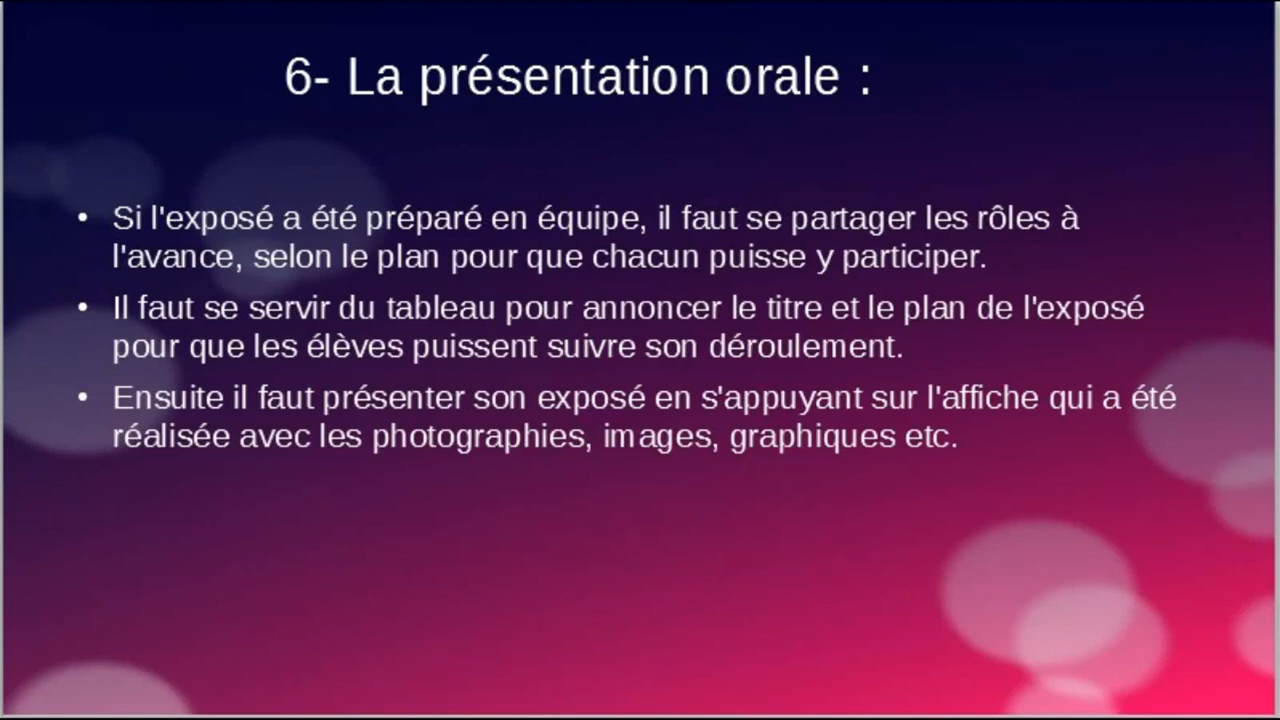 6- La présentation orale :
• Si l'exposé a été préparé en équipe, il faut se partager les rôles à
l'avance, selon le plan pour que chacun puisse y participer.
• Il faut se servir du tableau pour annoncer le titre et le plan de l'exposé
pour que les élèves puissent suivre son déroulement.
• Ensuite il faut présenter son exposé en s'appuyant sur l'affiche qui a été
réalisée avec les photographies, images, graphiques etc.